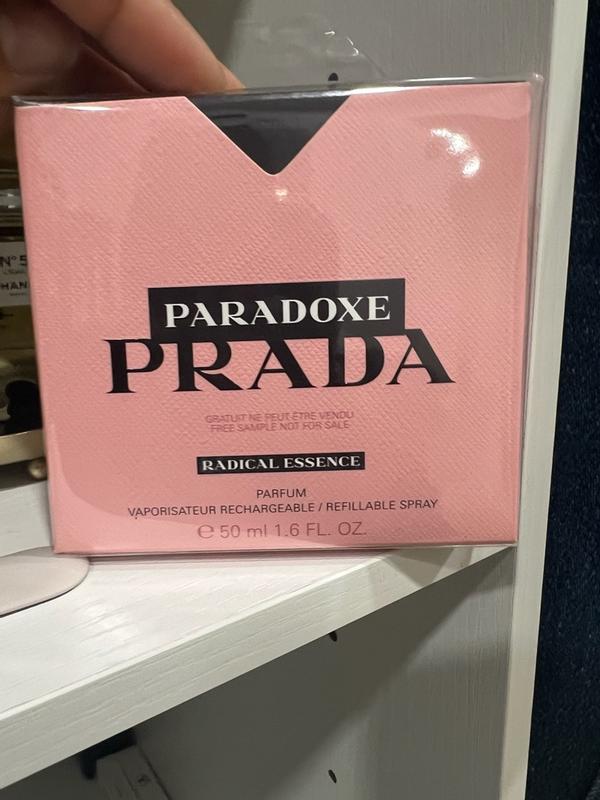 PARADOXE
PRADA
GRATUIT NE PEUT ÊTRE VENDU
FREE SAMPLE NOT FOR SALE
RADICAL ESSENCE
PARFUM
VAPORISATEUR RECHARGEABLE / REFILLABLE SPRAY
℮ 50 ml 1.6 FL. OZ.
N°5